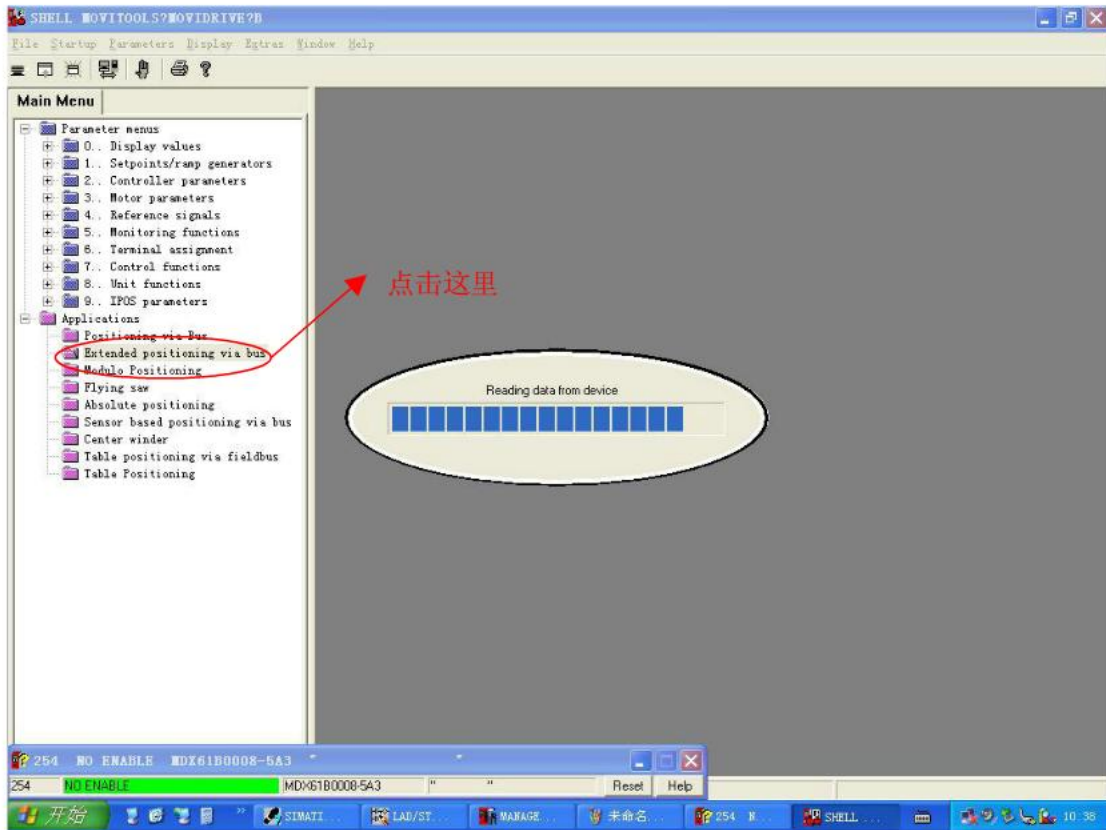 SHELL MOVITOOLS?MOVIDRIVE?B
File Startup Parameters Display Extras Window Help
Main Menu
Parameter menus
0.. Display values
1.. Setpoints/ramp generators
2.. Controller parameters
3.. Motor parameters
4.. Reference signals
5.. Monitoring functions
6.. Terminal assignment
7.. Control functions
8.. Unit functions
9.. IPOS parameters
Applications
Positioning via Bus
Extended positioning via bus
Modulo Positioning
Flying saw
Absolute positioning
Sensor based positioning via bus
Center winder
Table positioning via fieldbus
Table Positioning
点击这里
Reading data from device
254 NO ENABLE MDX61B0008-5A3 " "
254 NO ENABLE MDX61B0008-5A3 " " Reset Help
开始 " SIMATI... LAD/ST... MANAGE... 未命名... 254 N... SHELL ... 10:38